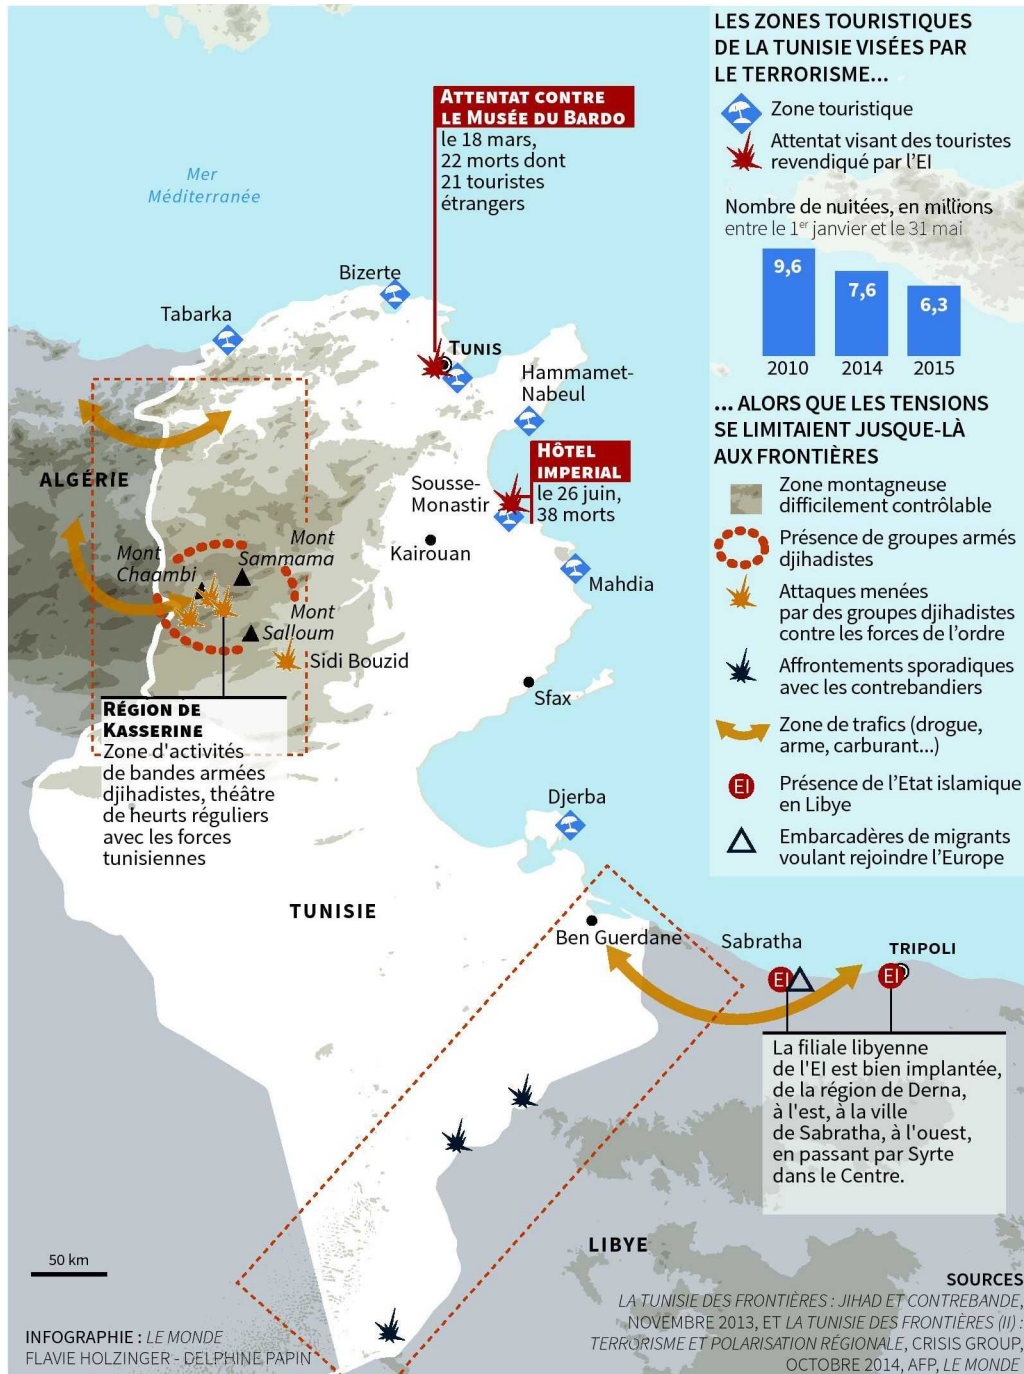 LES ZONES TOURISTIQUES
DE LA TUNISIE VISÉES PAR
LE TERRORISME...
Zone touristique
Attentat visant des touristes
revendiqué par l'EI
Nombre de nuitées, en millions
entre le 1er janvier et le 31 mai
9,6
7,6
6,3
2010
2014
2015
... ALORS QUE LES TENSIONS
SE LIMITAIENT JUSQUE-LÀ
AUX FRONTIÈRES
Zone montagneuse
difficilement contrôlable
Présence de groupes armés
djihadistes
Attaques menées
par des groupes djihadistes
contre les forces de l'ordre
Affrontements sporadiques
avec les contrebandiers
Zone de trafics (drogue,
arme, carburant...)
EI
Présence de l'Etat islamique
en Libye
Embarcadères de migrants
voulant rejoindre l'Europe
ATTENTAT CONTRE
LE MUSÉE DU BARDO
le 18 mars,
22 morts dont
21 touristes
étrangers
Mer
Méditerranée
Bizerte
Tabarka
TUNIS
Hammamet-
Nabeul
HÔTEL
IMPERIAL
le 26 juin,
38 morts
Sousse-
Monastir
ALGÉRIE
Kairouan
Mont
Sammama
Mont
Chaambi
Mahdia
Mont
Salloum
Sidi Bouzid
Sfax
RÉGION DE
KASSERINE
Zone d'activités
de bandes armées
djihadistes, théâtre
de heurts réguliers
avec les forces
tunisiennes
Djerba
TUNISIE
Ben Guerdane
Sabratha
TRIPOLI
EI
EI
La filiale libyenne
de l'EI est bien implantée,
de la région de Derna,
à l'est, à la ville
de Sabratha, à l'ouest,
en passant par Syrte
dans le Centre.
LIBYE
50 km
INFOGRAPHIE : LE MONDE
FLAVIE HOLZINGER - DELPHINE PAPIN
SOURCES
LA TUNISIE DES FRONTIÈRES : JIHAD ET CONTREBANDE,
NOVEMBRE 2013, ET LA TUNISIE DES FRONTIÈRES (II) :
TERRORISME ET POLARISATION RÉGIONALE, CRISIS GROUP,
OCTOBRE 2014, AFP, LE MONDE